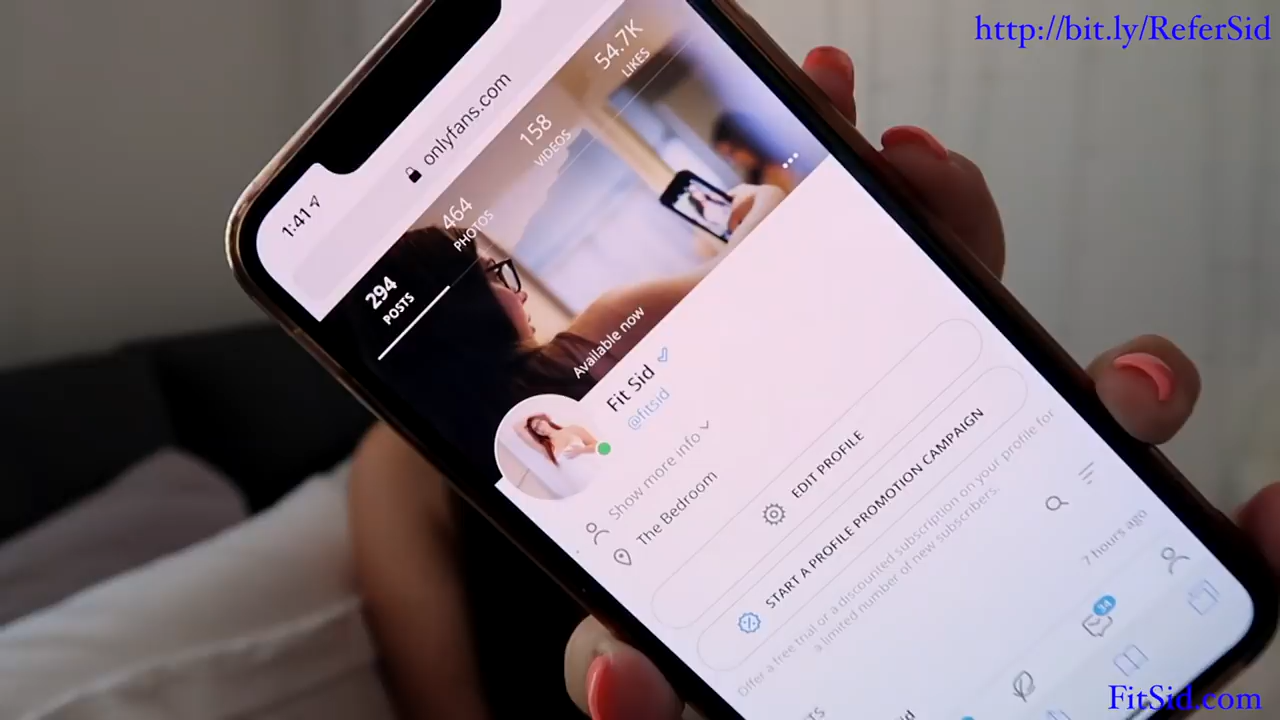 http://bit.ly/ReferSid
1:41
onlyfans.com
294
POSTS
464
PHOTOS
158
VIDEOS
54.7K
LIKES
Available now
Fit Sid
@fitsid
Show more info
The Bedroom
EDIT PROFILE
START A PROFILE PROMOTION CAMPAIGN
Offer a free trial or a discounted subscription on your profile for
a limited number of new subscribers.
7 hours ago
14
FitSid.com